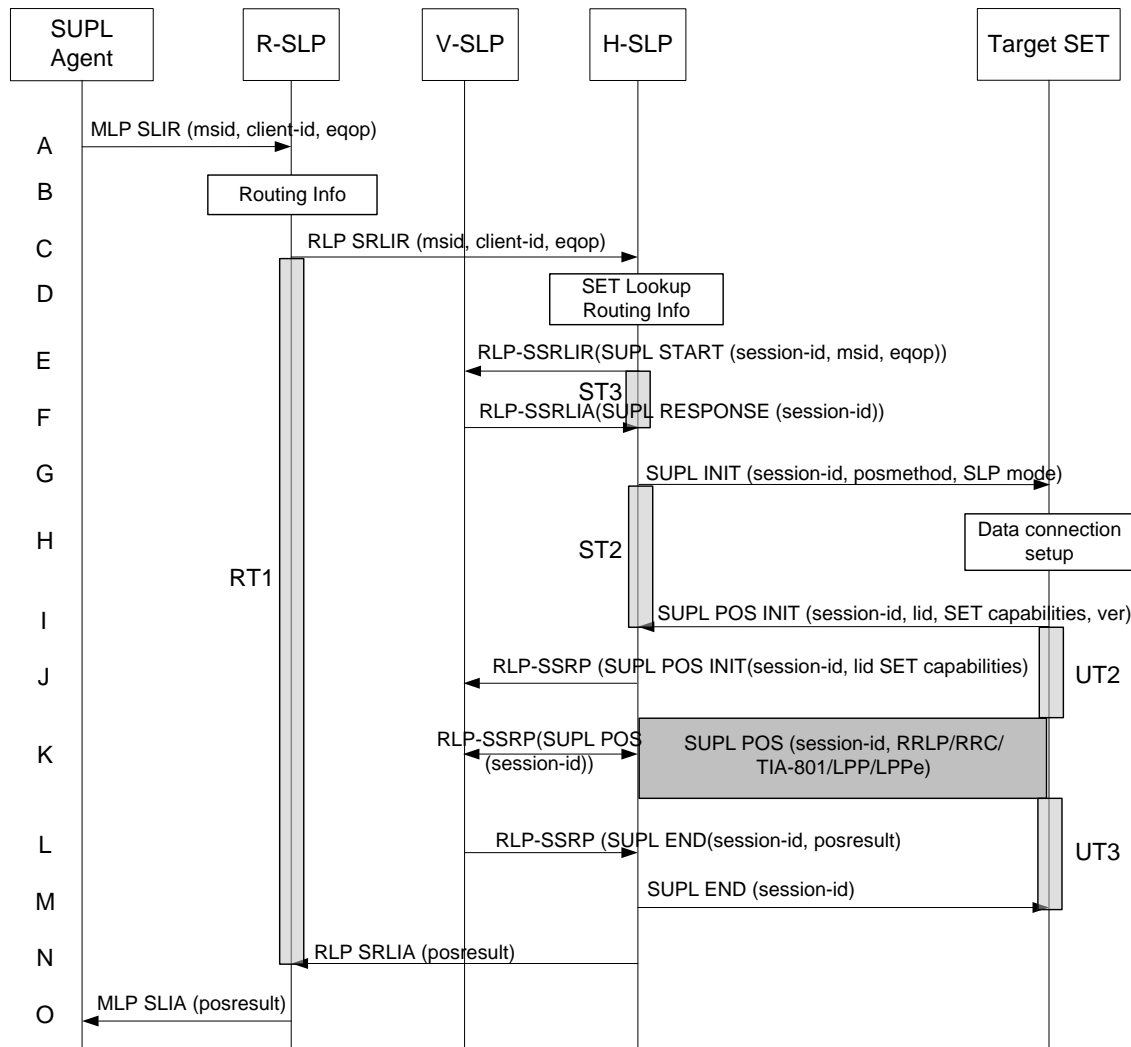 SUPL
Agent
R-SLP
V-SLP
H-SLP
Target SET
A
MLP SLIR (msid, client-id, eqop)
B
Routing Info
C
RLP SRLIR (msid, client-id, eqop)
D
SET Lookup
Routing Info
E
RLP-SSRLIR(SUPL START (session-id, msid, eqop))
ST3
F
RLP-SSRLIA(SUPL RESPONSE (session-id))
G
SUPL INIT (session-id, posmethod, SLP mode)
H
Data connection
setup
ST2
RT1
I
SUPL POS INIT (session-id, lid, SET capabilities, ver)
J
RLP-SSRP (SUPL POS INIT(session-id, lid SET capabilities)
UT2
K
RLP-SSRP(SUPL POS
(session-id))
SUPL POS (session-id, RRLP/RRC/
TIA-801/LPP/LPPe)
L
RLP-SSRP (SUPL END(session-id, posresult)
UT3
M
SUPL END (session-id)
N
RLP SRLIA (posresult)
O
MLP SLIA (posresult)